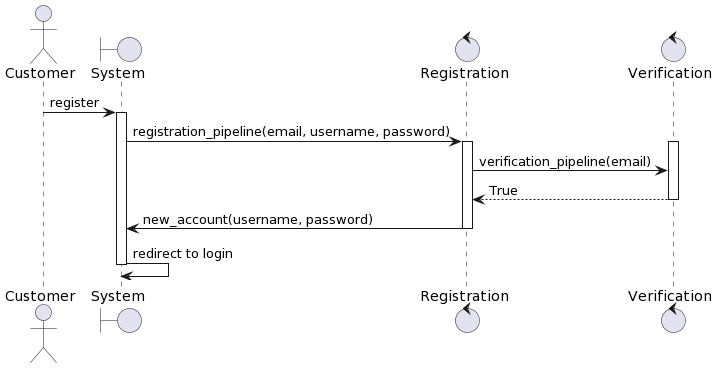 Customer System Registration Verification
register
registration_pipeline(email, username, password)
verification_pipeline(email)
True
new_account(username, password)
redirect to login
Customer System Registration Verification